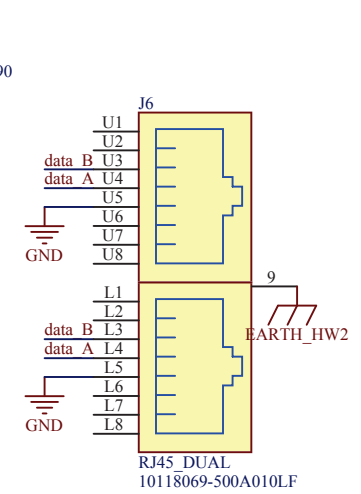 90
J6
U1
U2
data_B U3
data_A U4
U5
U6
U7
GND U8
9
L1
L2
data_B L3
EARTH_HW2
data_A L4
L5
L6
L7
GND L8
RJ45_DUAL
10118069-500A010LF